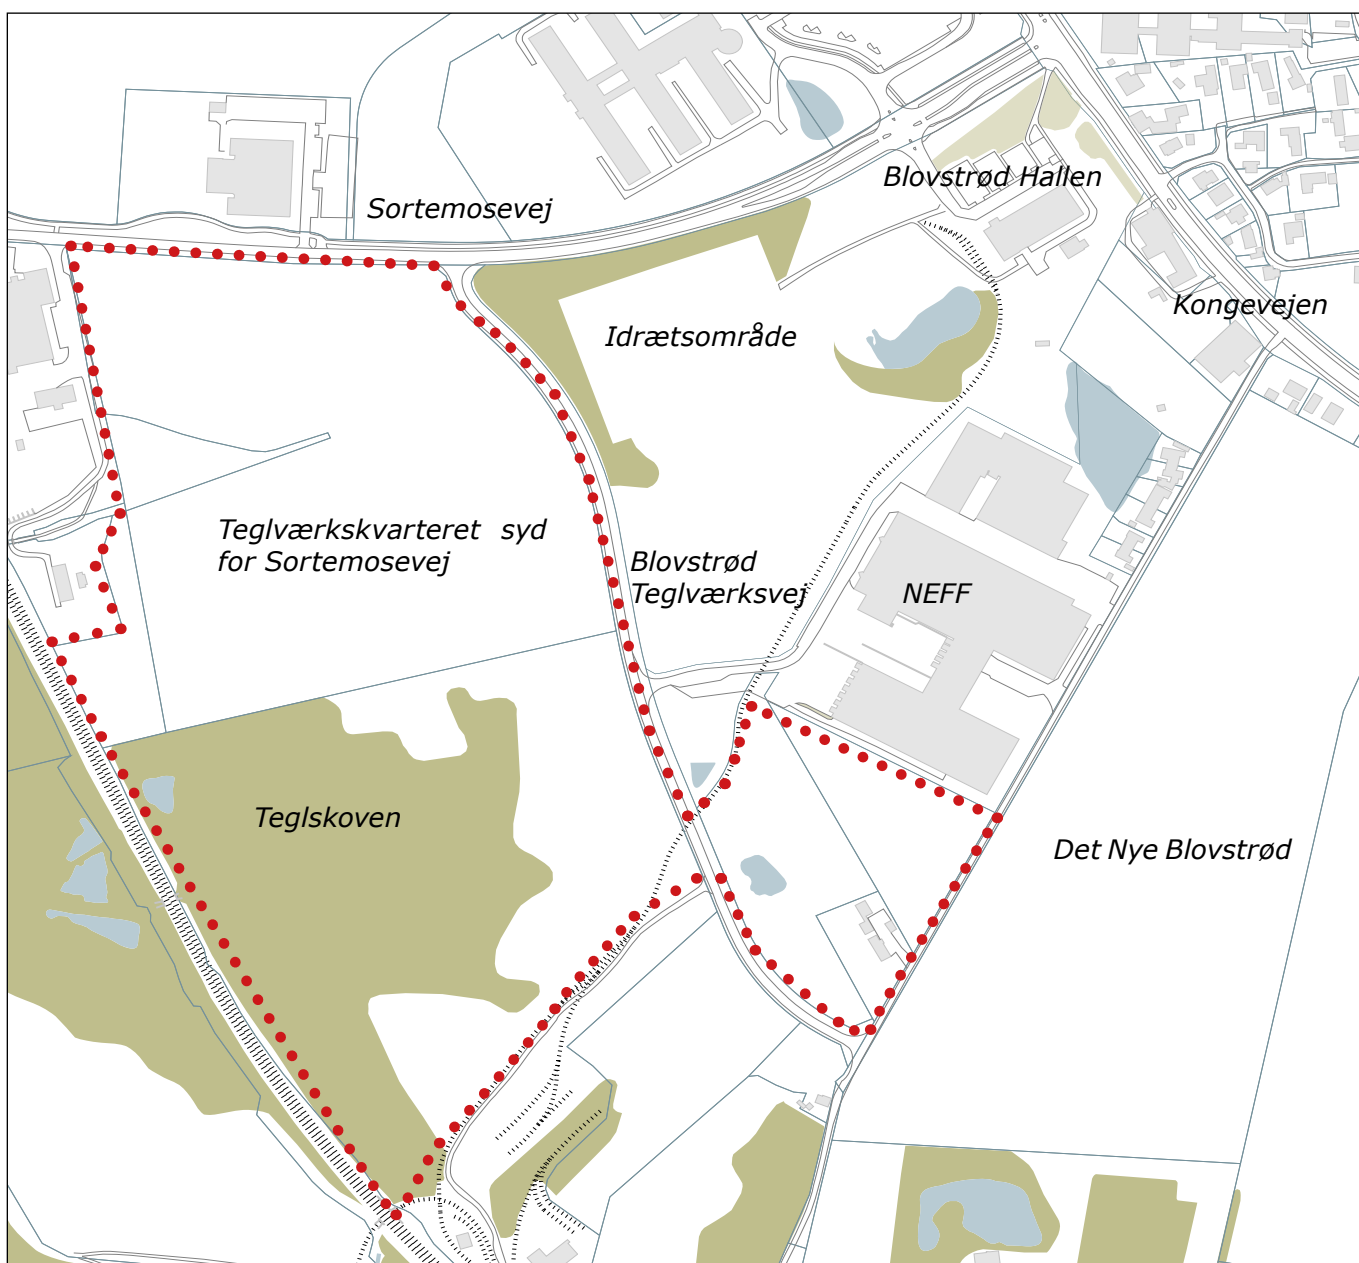 Blovstrød Hallen
Sortemosevej
Kongevejen
Idrætsområde
Teglværkskvarteret syd
for Sortemosevej
Blovstrød
Teglværksvej
NEFF
Teglskoven
Det Nye Blovstrød